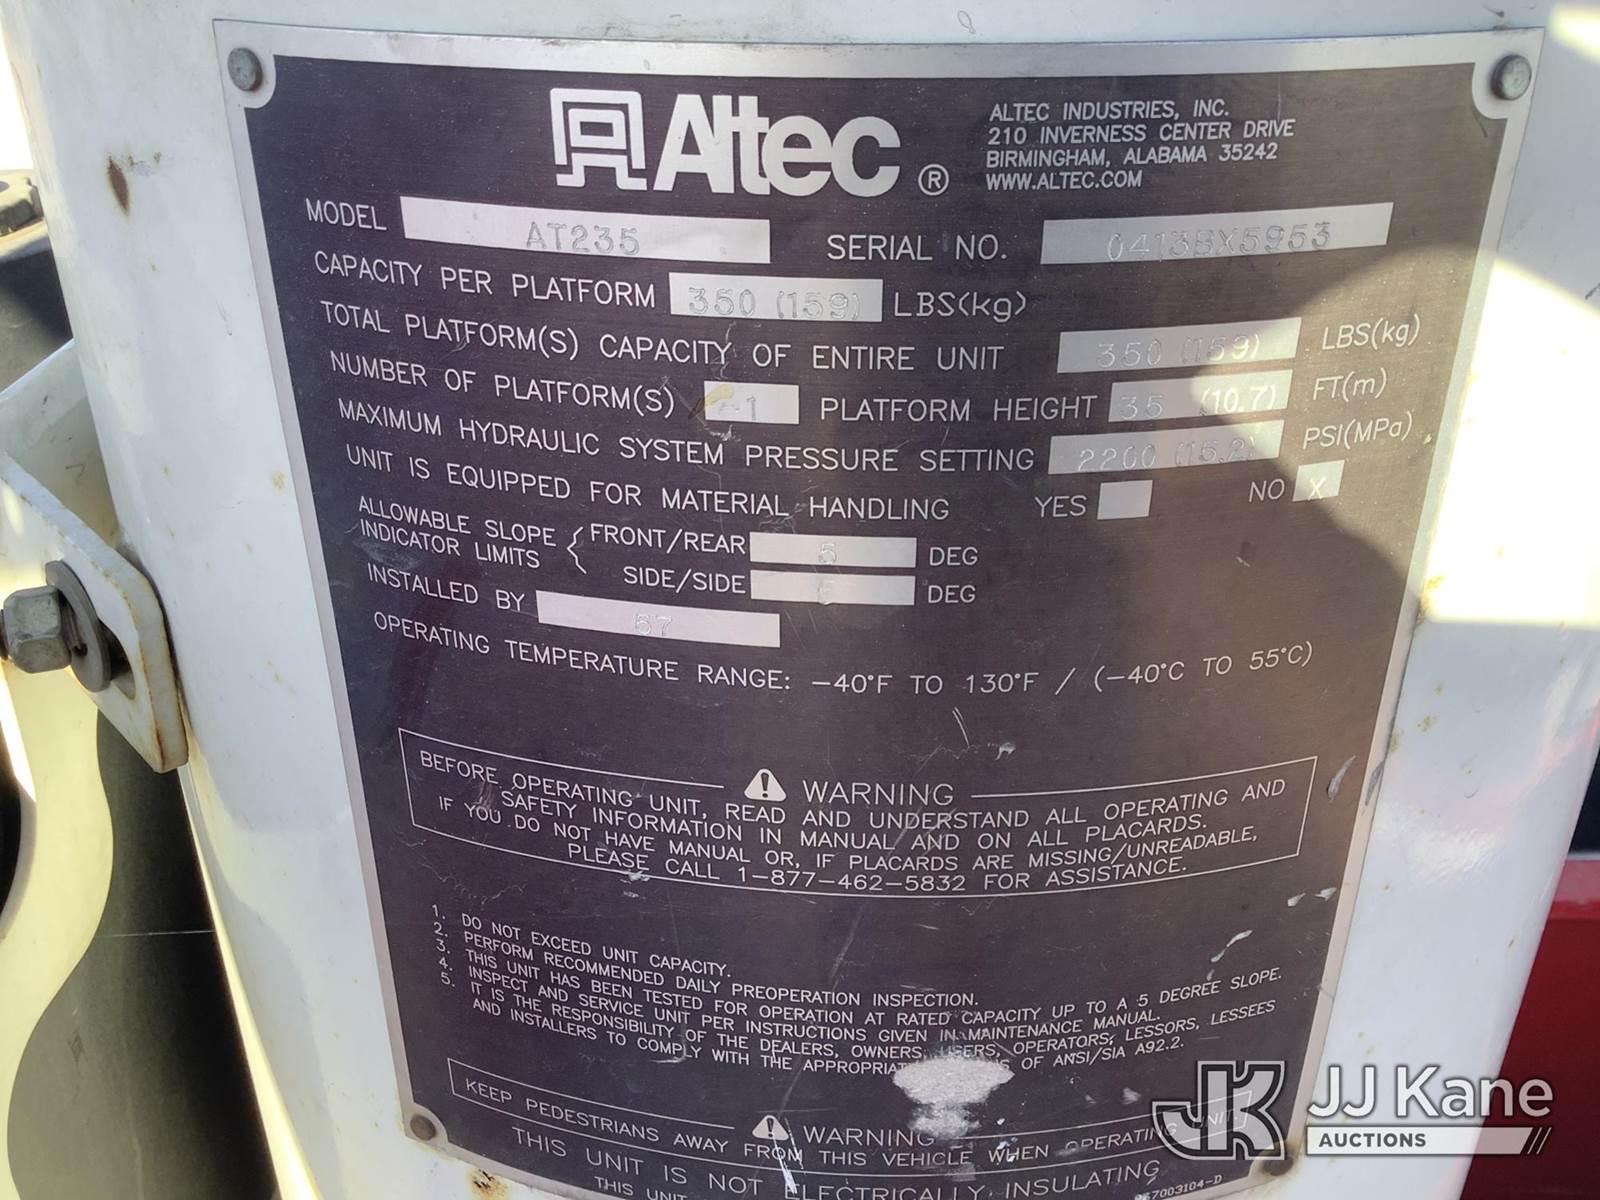 Altec ®
ALTEC INDUSTRIES, INC.
210 INVERNESS CENTER DRIVE
BIRMINGHAM, ALABAMA 35242
WWW.ALTEC.COM
MODEL AT235 SERIAL NO. 0413BX5953
CAPACITY PER PLATFORM 350 (159) LBS(kg)
TOTAL PLATFORM(S) CAPACITY OF ENTIRE UNIT 350 (159) LBS(kg)
NUMBER OF PLATFORM(S) 1 PLATFORM HEIGHT 35 (10.7) FT(m)
MAXIMUM HYDRAULIC SYSTEM PRESSURE SETTING 2200 (15.2) PSI(MPa)
UNIT IS EQUIPPED FOR MATERIAL HANDLING YES NO X
ALLOWABLE SLOPE INDICATOR LIMITS { FRONT/REAR 5 DEG
SIDE/SIDE 5 DEG
INSTALLED BY 57
OPERATING TEMPERATURE RANGE: -40°F TO 130°F / (-40°C TO 55°C)
WARNING
BEFORE OPERATING UNIT, READ AND UNDERSTAND ALL OPERATING AND
SAFETY INFORMATION IN MANUAL AND ON ALL PLACARDS.
IF YOU DO NOT HAVE MANUAL OR, IF PLACARDS ARE MISSING/UNREADABLE,
PLEASE CALL 1-877-462-5832 FOR ASSISTANCE.
1. DO NOT EXCEED UNIT CAPACITY.
2. PERFORM RECOMMENDED DAILY PREOPERATION INSPECTION.
3. THIS UNIT HAS BEEN TESTED FOR OPERATION AT RATED CAPACITY UP TO A 5 DEGREE SLOPE.
4. INSPECT AND SERVICE UNIT PER INSTRUCTIONS GIVEN IN MAINTENANCE MANUAL.
5. IT IS THE RESPONSIBILITY OF THE DEALERS, OWNERS, USERS, OPERATORS, LESSORS, LESSEES
AND INSTALLERS TO COMPLY WITH THE OF ANSI/SIA A92.2.
WARNING
KEEP PEDESTRIANS AWAY FROM THIS VEHICLE WHEN OPERATING UNIT.
THIS UNIT IS NOT ELECTRICALLY INSULATING
THIS UNIT
JK JJ Kane
AUCTIONS